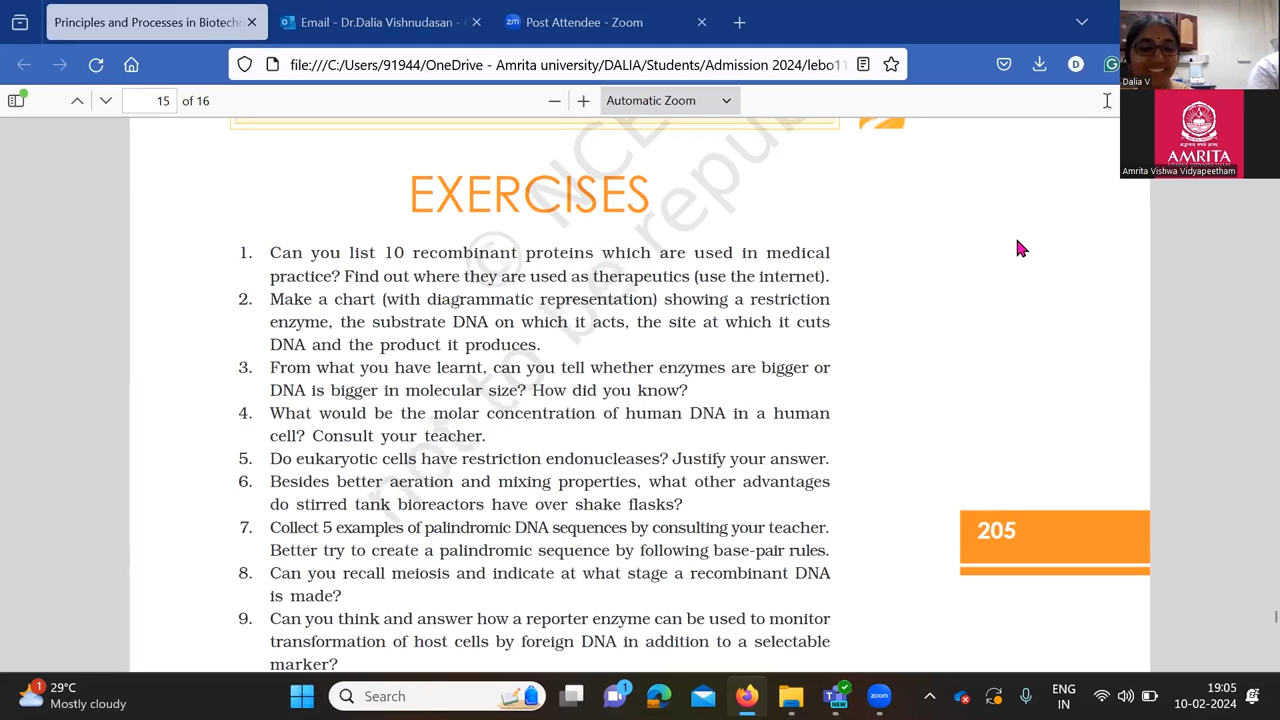 Principles and Processes in Biotechn
Email - Dr.Dalia Vishnudasan -
Post Attendee - Zoom
file:///C:/Users/91944/OneDrive - Amrita university/DALIA/Students/Admission 2024/lebo11
D
15 of 16
Automatic Zoom
Dalia V
AMRITA
Amrita Vishwa Vidyapeetham
© NCE
not to be repub
EXERCISES
1. Can you list 10 recombinant proteins which are used in medical
practice? Find out where they are used as therapeutics (use the internet).
2. Make a chart (with diagrammatic representation) showing a restriction
enzyme, the substrate DNA on which it acts, the site at which it cuts
DNA and the product it produces.
3. From what you have learnt, can you tell whether enzymes are bigger or
DNA is bigger in molecular size? How did you know?
4. What would be the molar concentration of human DNA in a human
cell? Consult your teacher.
5. Do eukaryotic cells have restriction endonucleases? Justify your answer.
6. Besides better aeration and mixing properties, what other advantages
do stirred tank bioreactors have over shake flasks?
7. Collect 5 examples of palindromic DNA sequences by consulting your teacher.
Better try to create a palindromic sequence by following base-pair rules.
8. Can you recall meiosis and indicate at what stage a recombinant DNA
is made?
9. Can you think and answer how a reporter enzyme can be used to monitor
transformation of host cells by foreign DNA in addition to a selectable
marker?
205
1
29°C
Mostly cloudy
Search
1
NEW
zoom
ENG
IN
19:05
10-02-2024